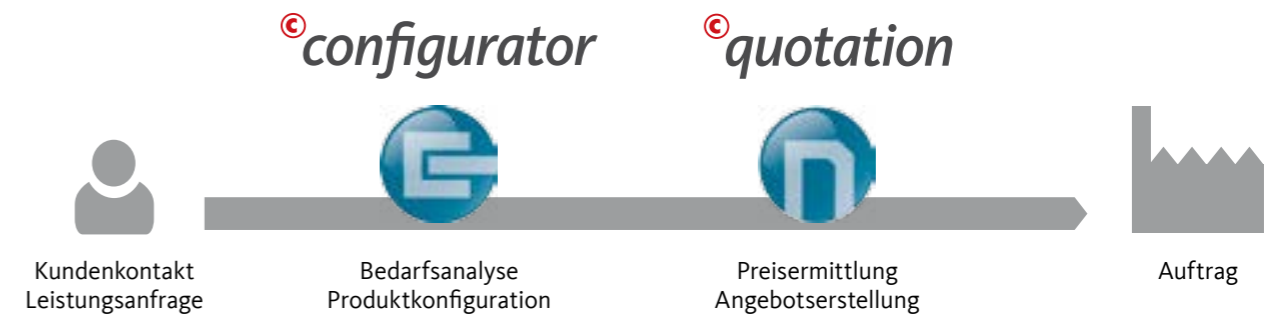 ©configurator
©quotation
Kundenkontakt
Leistungsanfrage
Bedarfsanalyse
Produktkonfiguration
Preisermittlung
Angebotserstellung
Auftrag